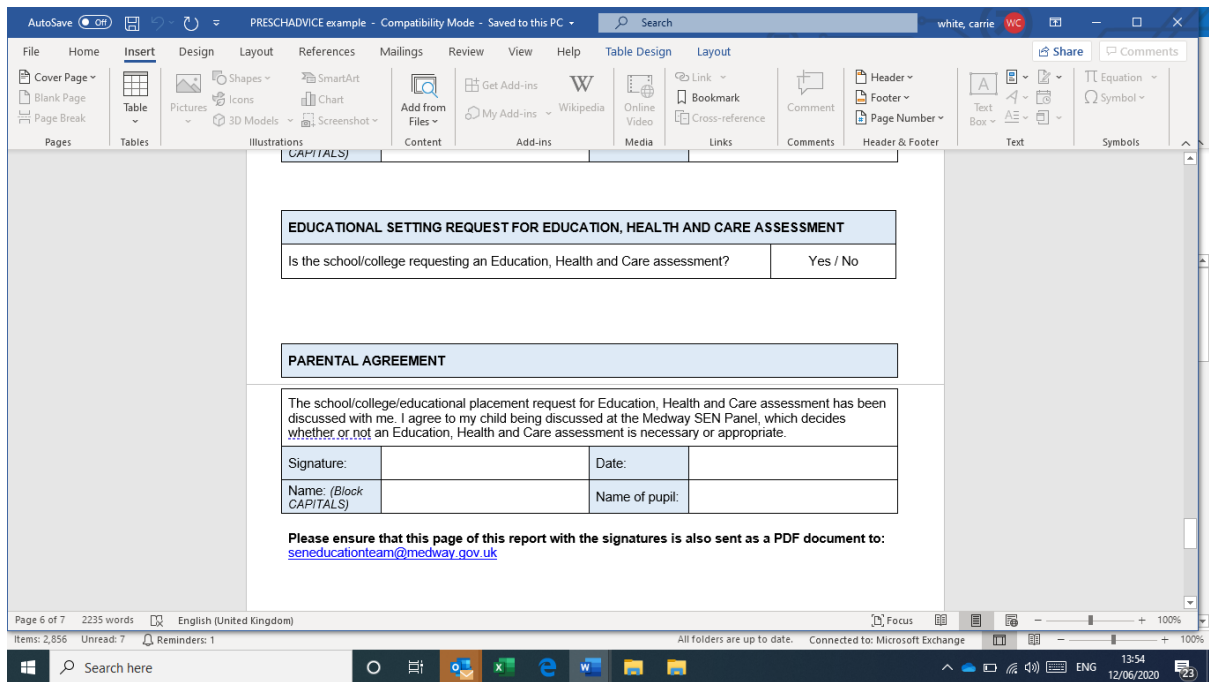 AutoSave Off PRESCHADVICE example - Compatibility Mode - Saved to this PC Search white, carrie WC
File Home Insert Design Layout References Mailings Review View Help Table Design Layout Share Comments
Cover Page
Blank Page
Page Break
Pages
Table
Tables
Pictures
Shapes
Icons
3D Models
SmartArt
Chart
Screenshot
Illustrations
Add from
Files
Content
Get Add-ins
My Add-ins
W
Wikipedia
Add-ins
Online
Video
Media
Link
Bookmark
Cross-reference
Links
Comment
Comments
Header
Footer
Page Number
Header & Footer
A
Text
Box
Text
Equation
Symbol
Symbols
CAPITALS)
EDUCATIONAL SETTING REQUEST FOR EDUCATION, HEALTH AND CARE ASSESSMENT
Is the school/college requesting an Education, Health and Care assessment? Yes / No
PARENTAL AGREEMENT
The school/college/educational placement request for Education, Health and Care assessment has been
discussed with me. I agree to my child being discussed at the Medway SEN Panel, which decides
whether or not an Education, Health and Care assessment is necessary or appropriate.
Signature: Date:
Name: (Block
CAPITALS)
Name of pupil:
Please ensure that this page of this report with the signatures is also sent as a PDF document to:
seneducationteam@medway.gov.uk
Page 6 of 7 2235 words English (United Kingdom) Focus 100%
Items: 2,856 Unread: 7 Reminders: 1 All folders are up to date. Connected to: Microsoft Exchange 100%
Search here ENG 13:54
12/06/2020 23